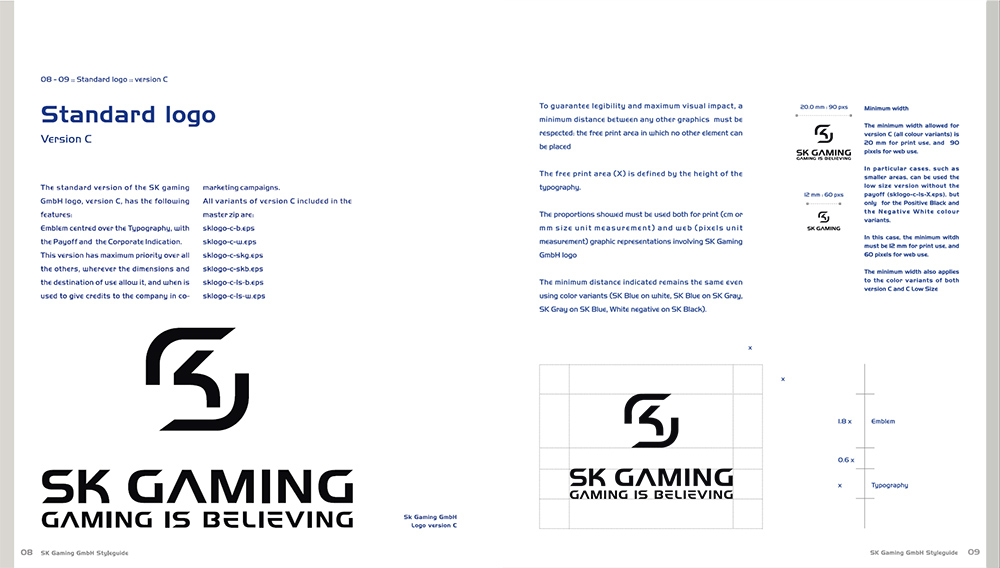 08 - 09 :: Standard logo :: version C
Standard logo
Version C
The standard version of the SK gaming
GmbH logo, version C, has the following
features:
Emblem centred over the Typography, with
the Payoff and the Corporate Indication.
This version has maximum priority over all
the others, wherever the dimensions and
the destination of use allow it, and when is
used to give credits to the company in co-
marketing campaigns.
All variants of version C included in the
master zip are:
sklogo-c-b.eps
sklogo-c-w.eps
sklogo-c-skg.eps
sklogo-c-skb.eps
sklogo-c-ls-b.eps
sklogo-c-ls-w.eps
SK GAMING
GAMING IS BELIEVING
SK Gaming GmbH
Logo version C
08 SK Gaming GmbH Styleguide
To guarantee legibility and maximum visual impact, a
minimum distance between any other graphics must be
respected: the free print area in which no other element can
be placed
The free print area (X) is defined by the height of the
typography.
The proportions showed must be used both for print (cm or
mm size unit measurement) and web (pixels unit
measurement) graphic representations involving SK Gaming
GmbH logo
The minimum distance indicated remains the same even
using color variants (SK Blue on white, SK Blue on SK Gray,
SK Gray on SK Blue, White negative on SK Black).
20.0 mm : 90 pxs
SK GAMING
GAMING IS BELIEVING
12 mm : 60 pxs
SK GAMING
Minimum width
The minimum width allowed for
version C (all colour variants) is
20 mm for print use, and 90
pixels for web use.
In particular cases, such as
smaller areas, can be used the
low size version without the
payoff (sklogo-c-ls-X.eps), but
only for the Positive Black and
the Negative White colour
variants.
In this case, the minimum witdh
must be 12 mm for print use, and
60 pixels for web use.
The minimum width also applies
to the color variants of both
version C and C Low Size
x
x
SK GAMING
GAMING IS BELIEVING
1.8 x Emblem
0.6 x
x Typography
SK Gaming GmbH Styleguide 09